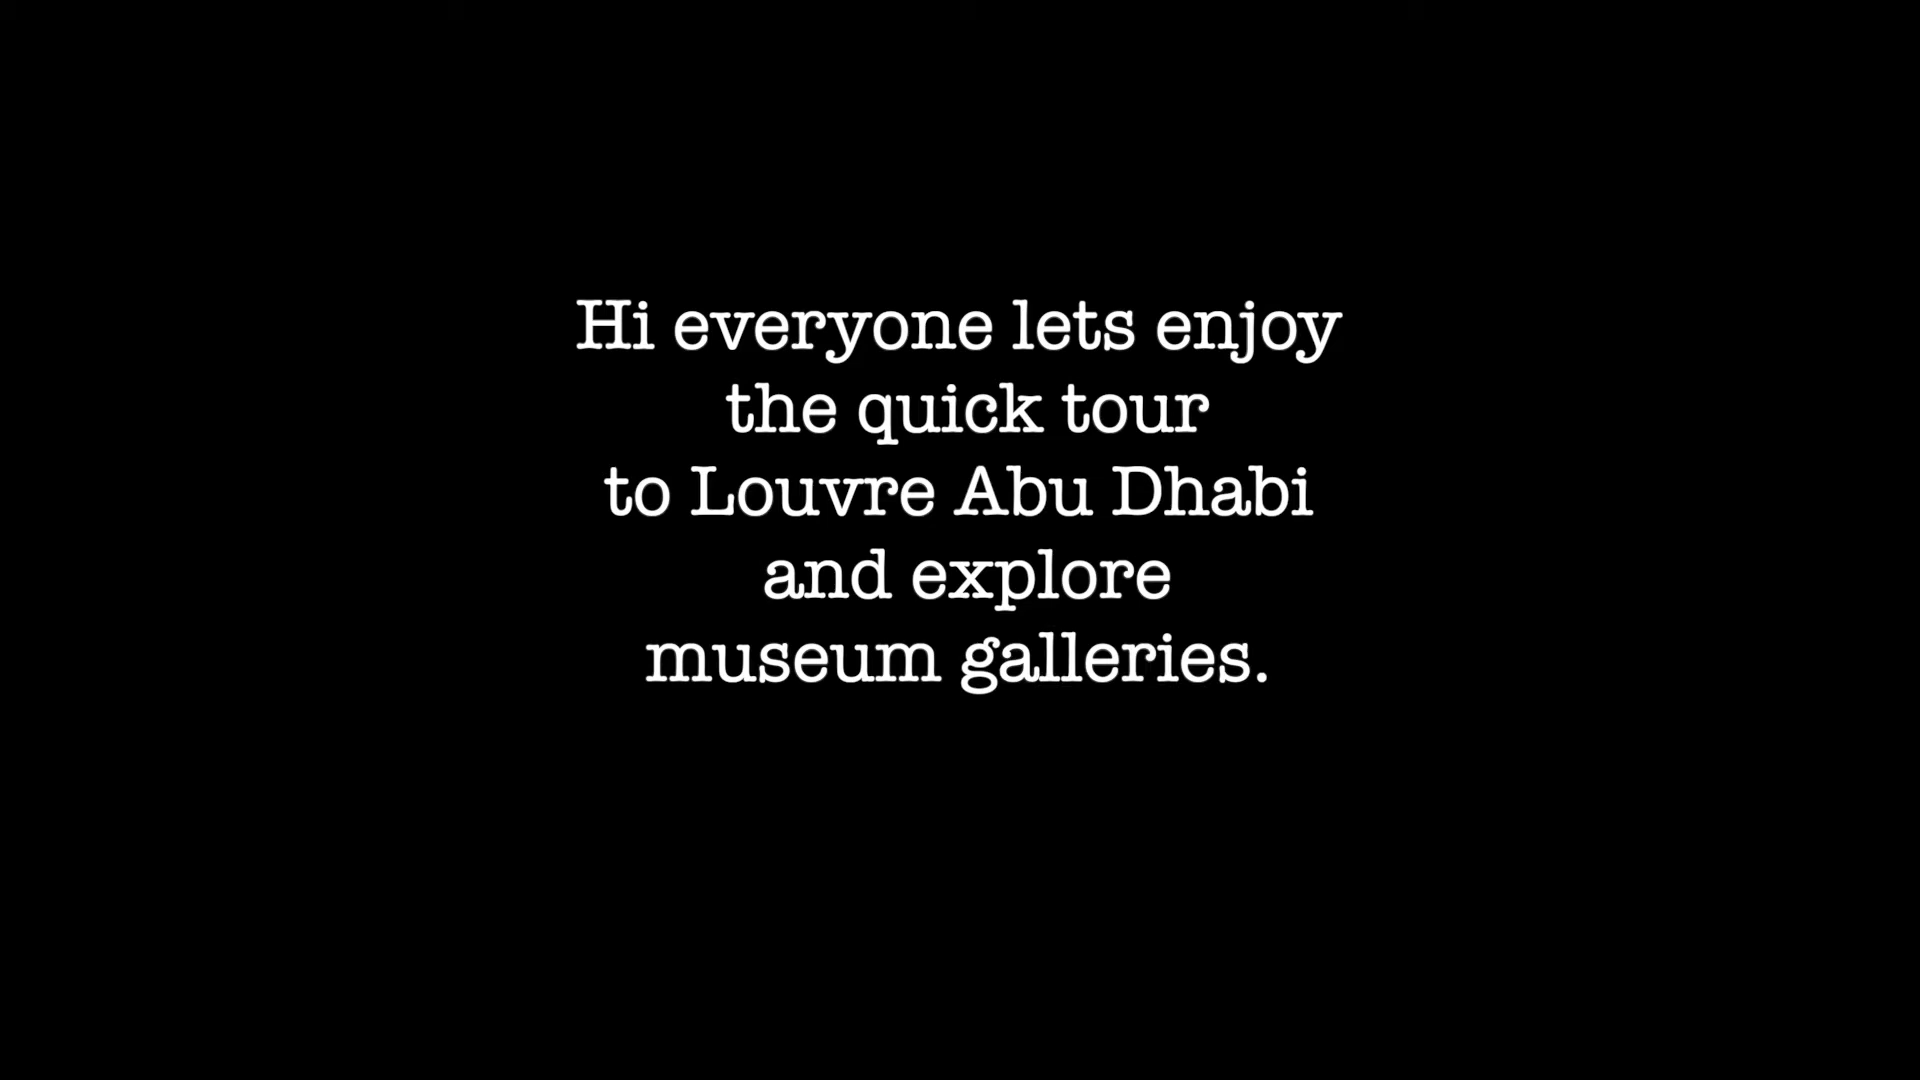 Hi everyone lets enjoy
the quick tour
to Louvre Abu Dhabi
and explore
museum galleries.